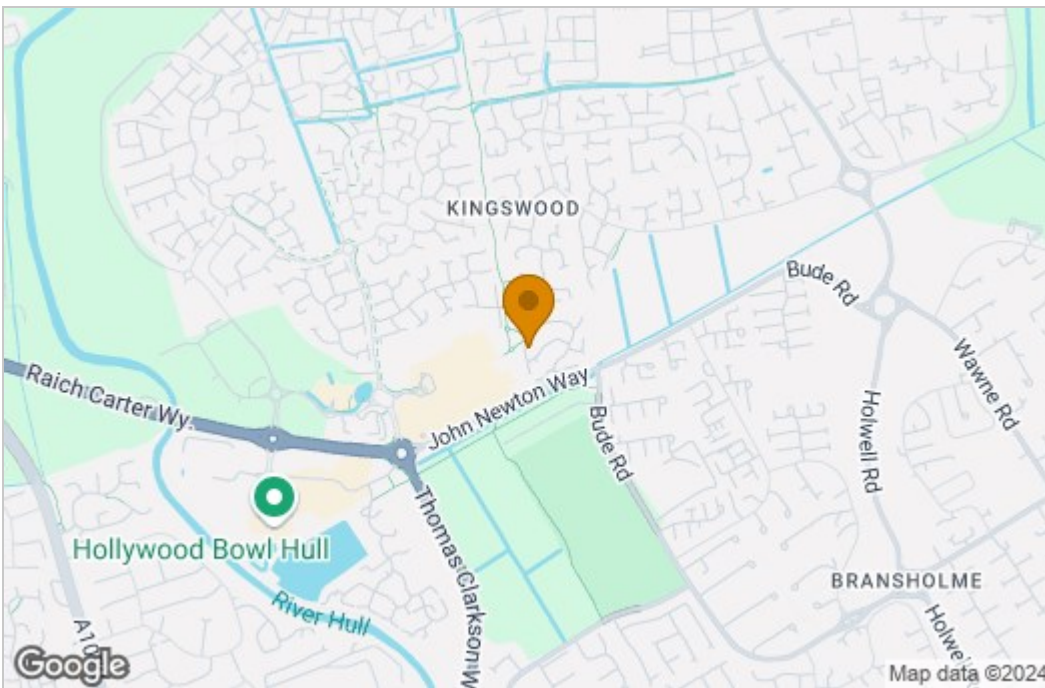 KINGSWOOD
Bude Rd
Wawne Rd
Raich Carter Wy.
John Newton Way
Bude Rd
Holwell Rd
Hollywood Bowl Hull
Thomas Clarkson W
BRANSHOLME
River Hull
A10
Holwe
Google
Map data ©2024